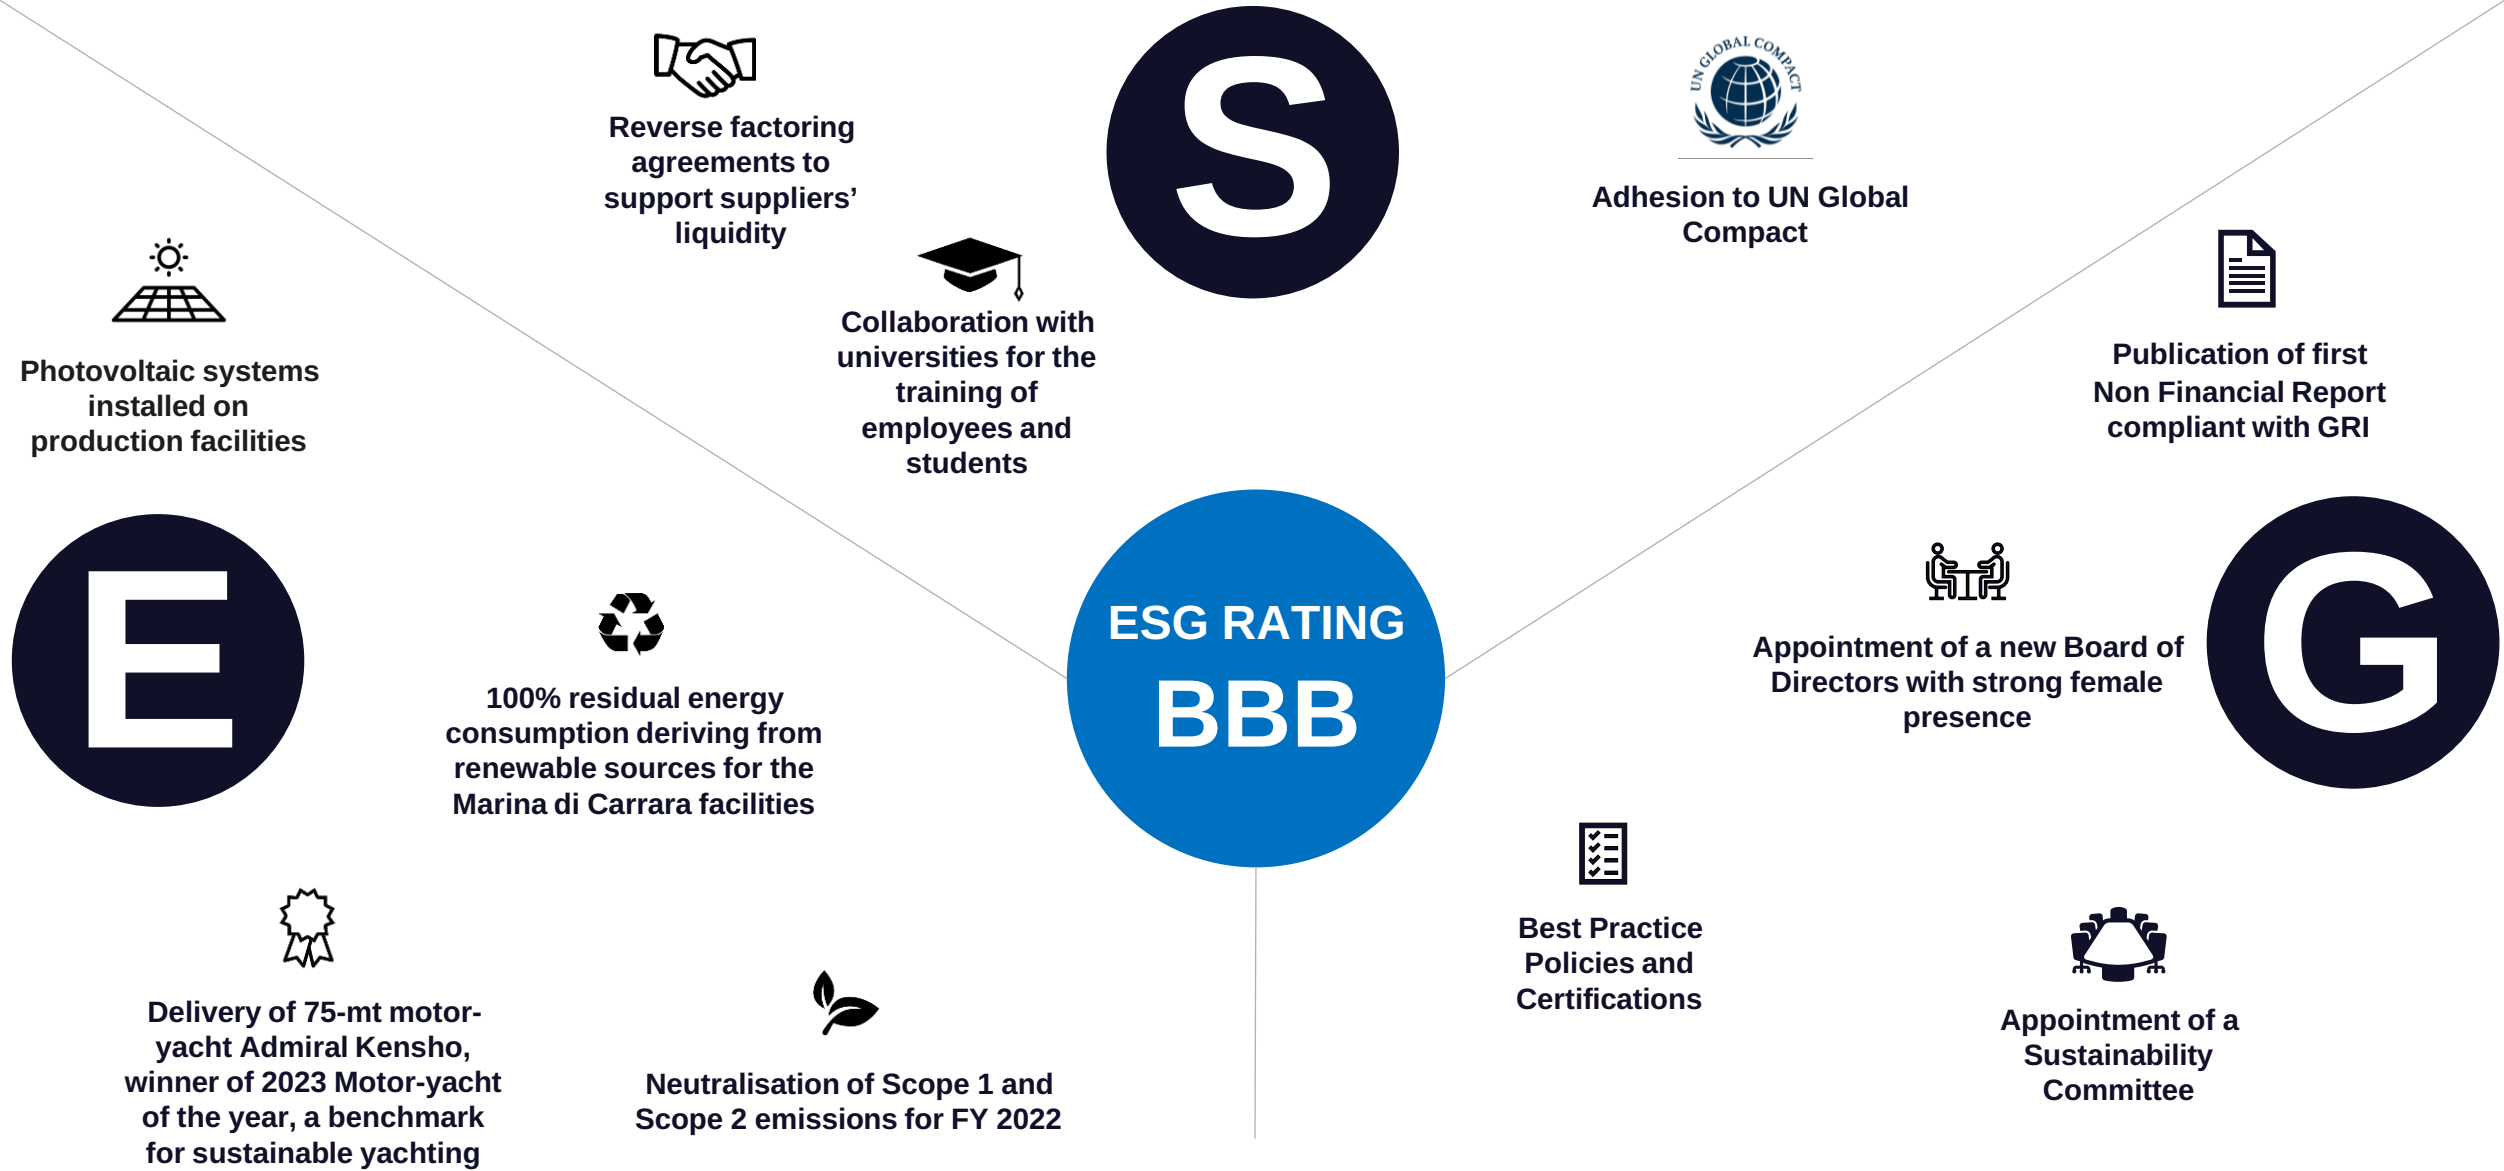 Reverse factoring
agreements to
support suppliers’
liquidity
S
UN GLOBAL COMPACT
Adhesion to UN Global
Compact
Collaboration with
universities for the
training of
employees and
students
Photovoltaic systems
installed on
production facilities
E
100% residual energy
consumption deriving from
renewable sources for the
Marina di Carrara facilities
Delivery of 75-mt motor-
yacht Admiral Kensho,
winner of 2023 Motor-yacht
of the year, a benchmark
for sustainable yachting
Neutralisation of Scope 1 and
Scope 2 emissions for FY 2022
ESG RATING
BBB
Publication of first
Non Financial Report
compliant with GRI
G
Appointment of a new Board of
Directors with strong female
presence
Best Practice
Policies and
Certifications
Appointment of a
Sustainability
Committee